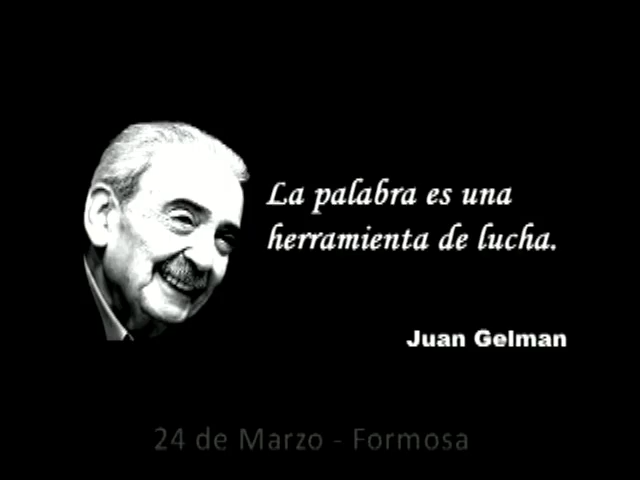 La palabra es una
herramienta de lucha.
Juan Gelman
24 de Marzo - Formosa